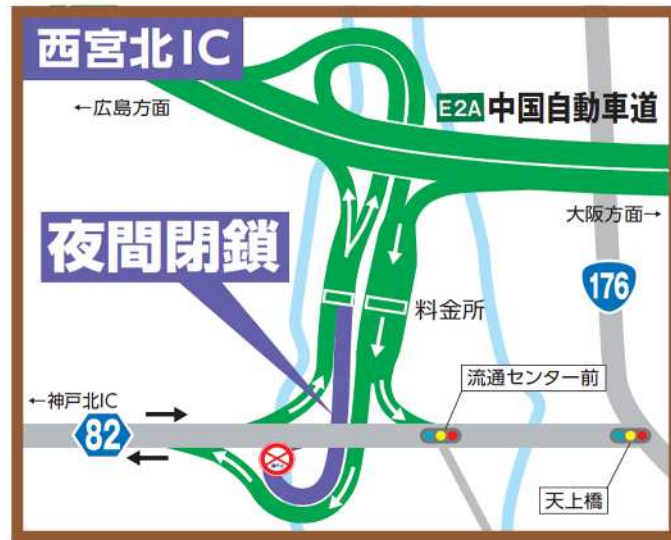 西宮北IC
←広島方面
E2A 中国自動車道
大阪方面→
夜間閉鎖
176
料金所
流通センター前
←神戸北IC
82
天上橋